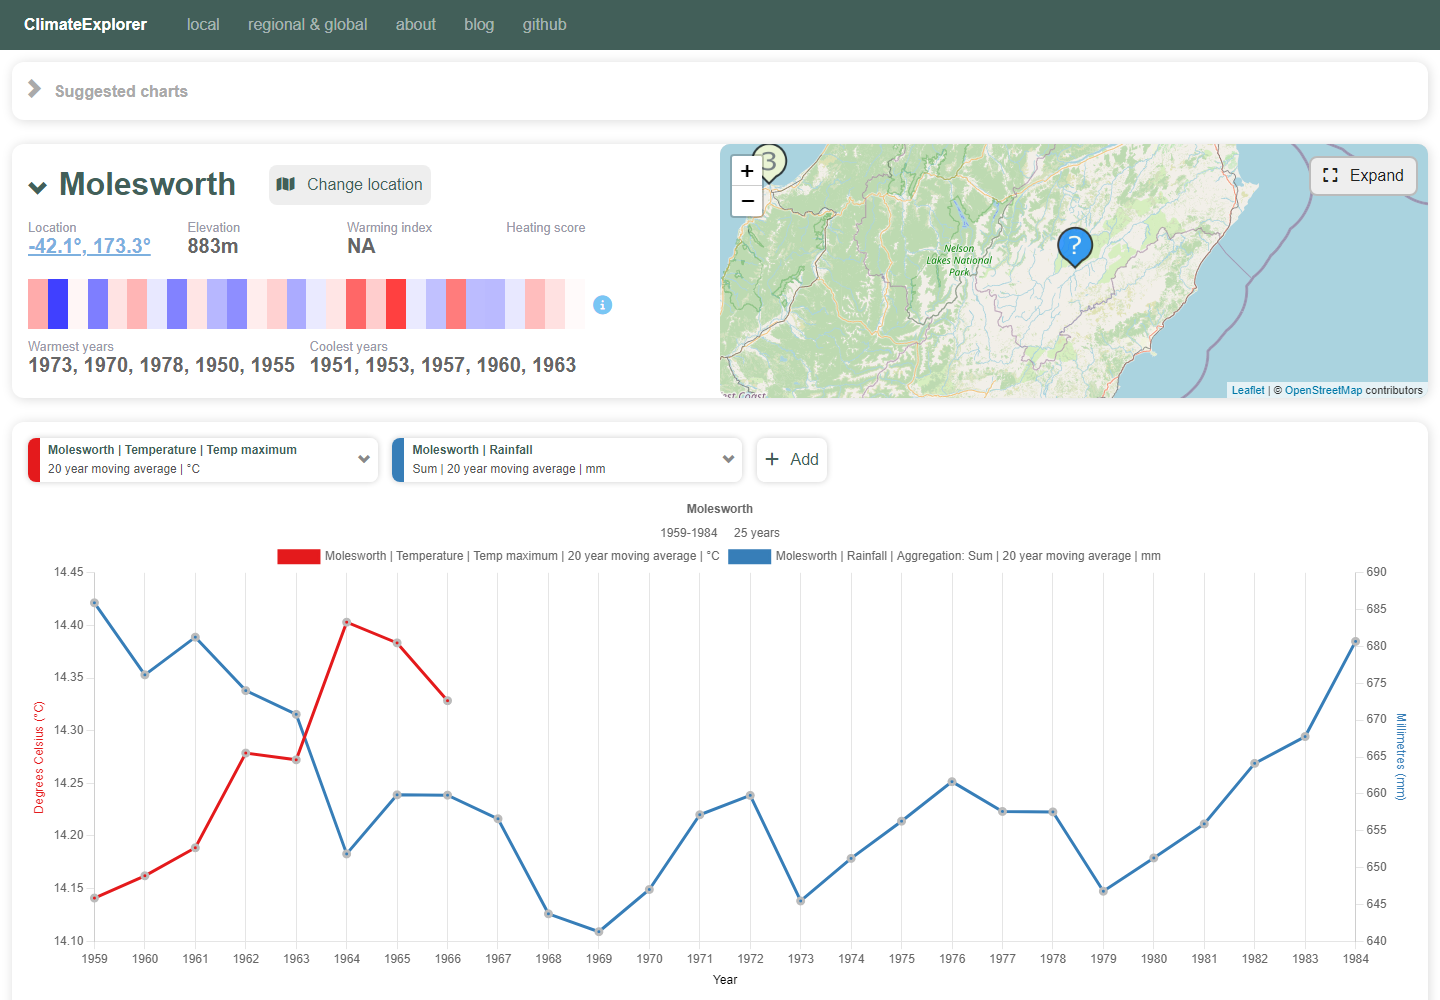 ClimateExplorer local regional & global about blog github
Suggested charts
Molesworth Change location
Location Elevation Warming index Heating score
-42.1°, 173.3° 883m NA
Warmest years Coolest years
1973, 1970, 1978, 1950, 1955 1951, 1953, 1957, 1960, 1963
+ 3
−
Expand
?
Nelson
Lakes National
Park
Leaflet | © OpenStreetMap contributors
Molesworth | Temperature | Temp maximum
20 year moving average | °C
Molesworth | Rainfall
Sum | 20 year moving average | mm
+ Add
Molesworth
1959-1984 25 years
Molesworth | Temperature | Temp maximum | 20 year moving average | °C Molesworth | Rainfall | Aggregation: Sum | 20 year moving average | mm
14.45 690
685
14.40
680
14.35 675
14.30 670
665
14.25
660
14.20 655
650
14.15
645
14.10 640
Degrees Celsius (°C)
Millimetres (mm)
1959 1960 1961 1962 1963 1964 1965 1966 1967 1968 1969 1970 1971 1972 1973 1974 1975 1976 1977 1978 1979 1980 1981 1982 1983 1984
Year